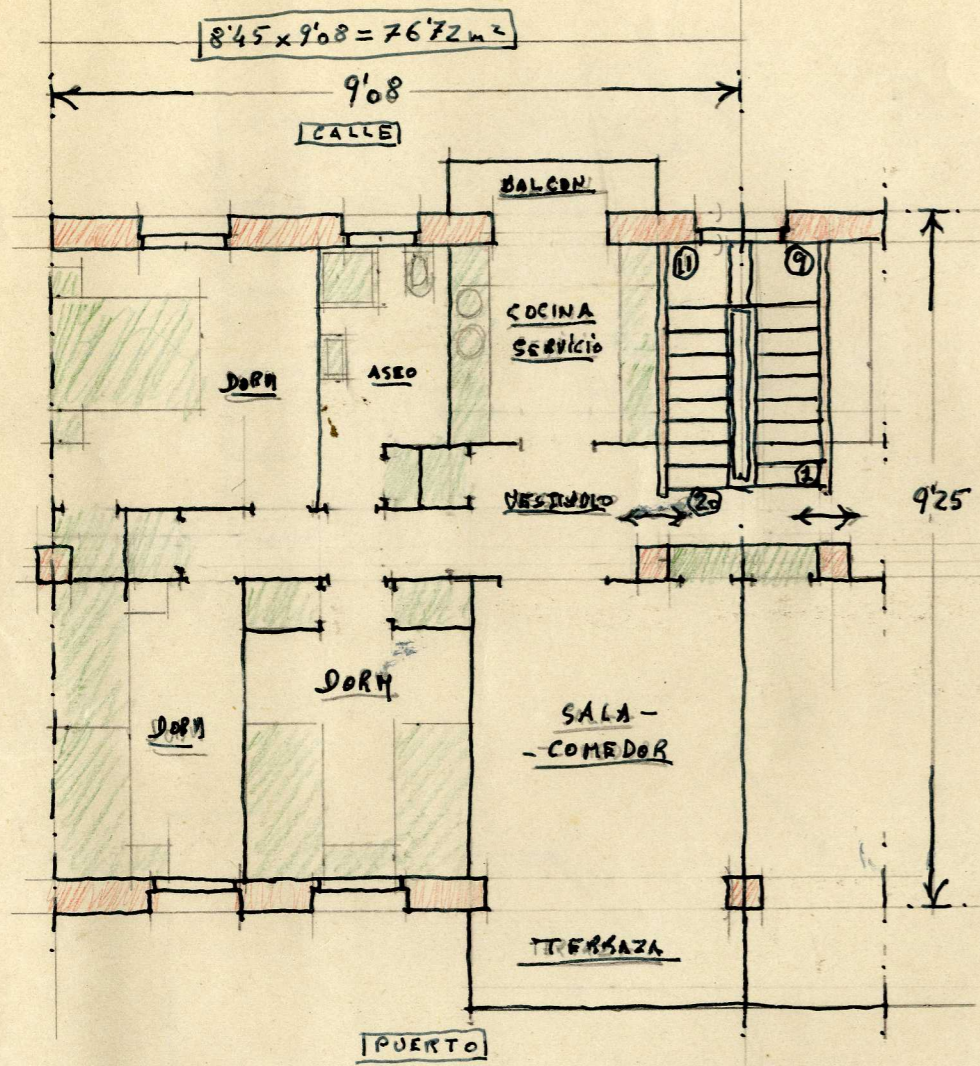 8'45 x 9'08 = 76'72 m²
9'08
CALLE
BALCON
11
9
COCINA
SERVICIO
DORM
ASEO
1
VESTIBULO
20
9'25
DORM
DORM
SALA -
- COMEDOR
TERRAZA
PUERTO